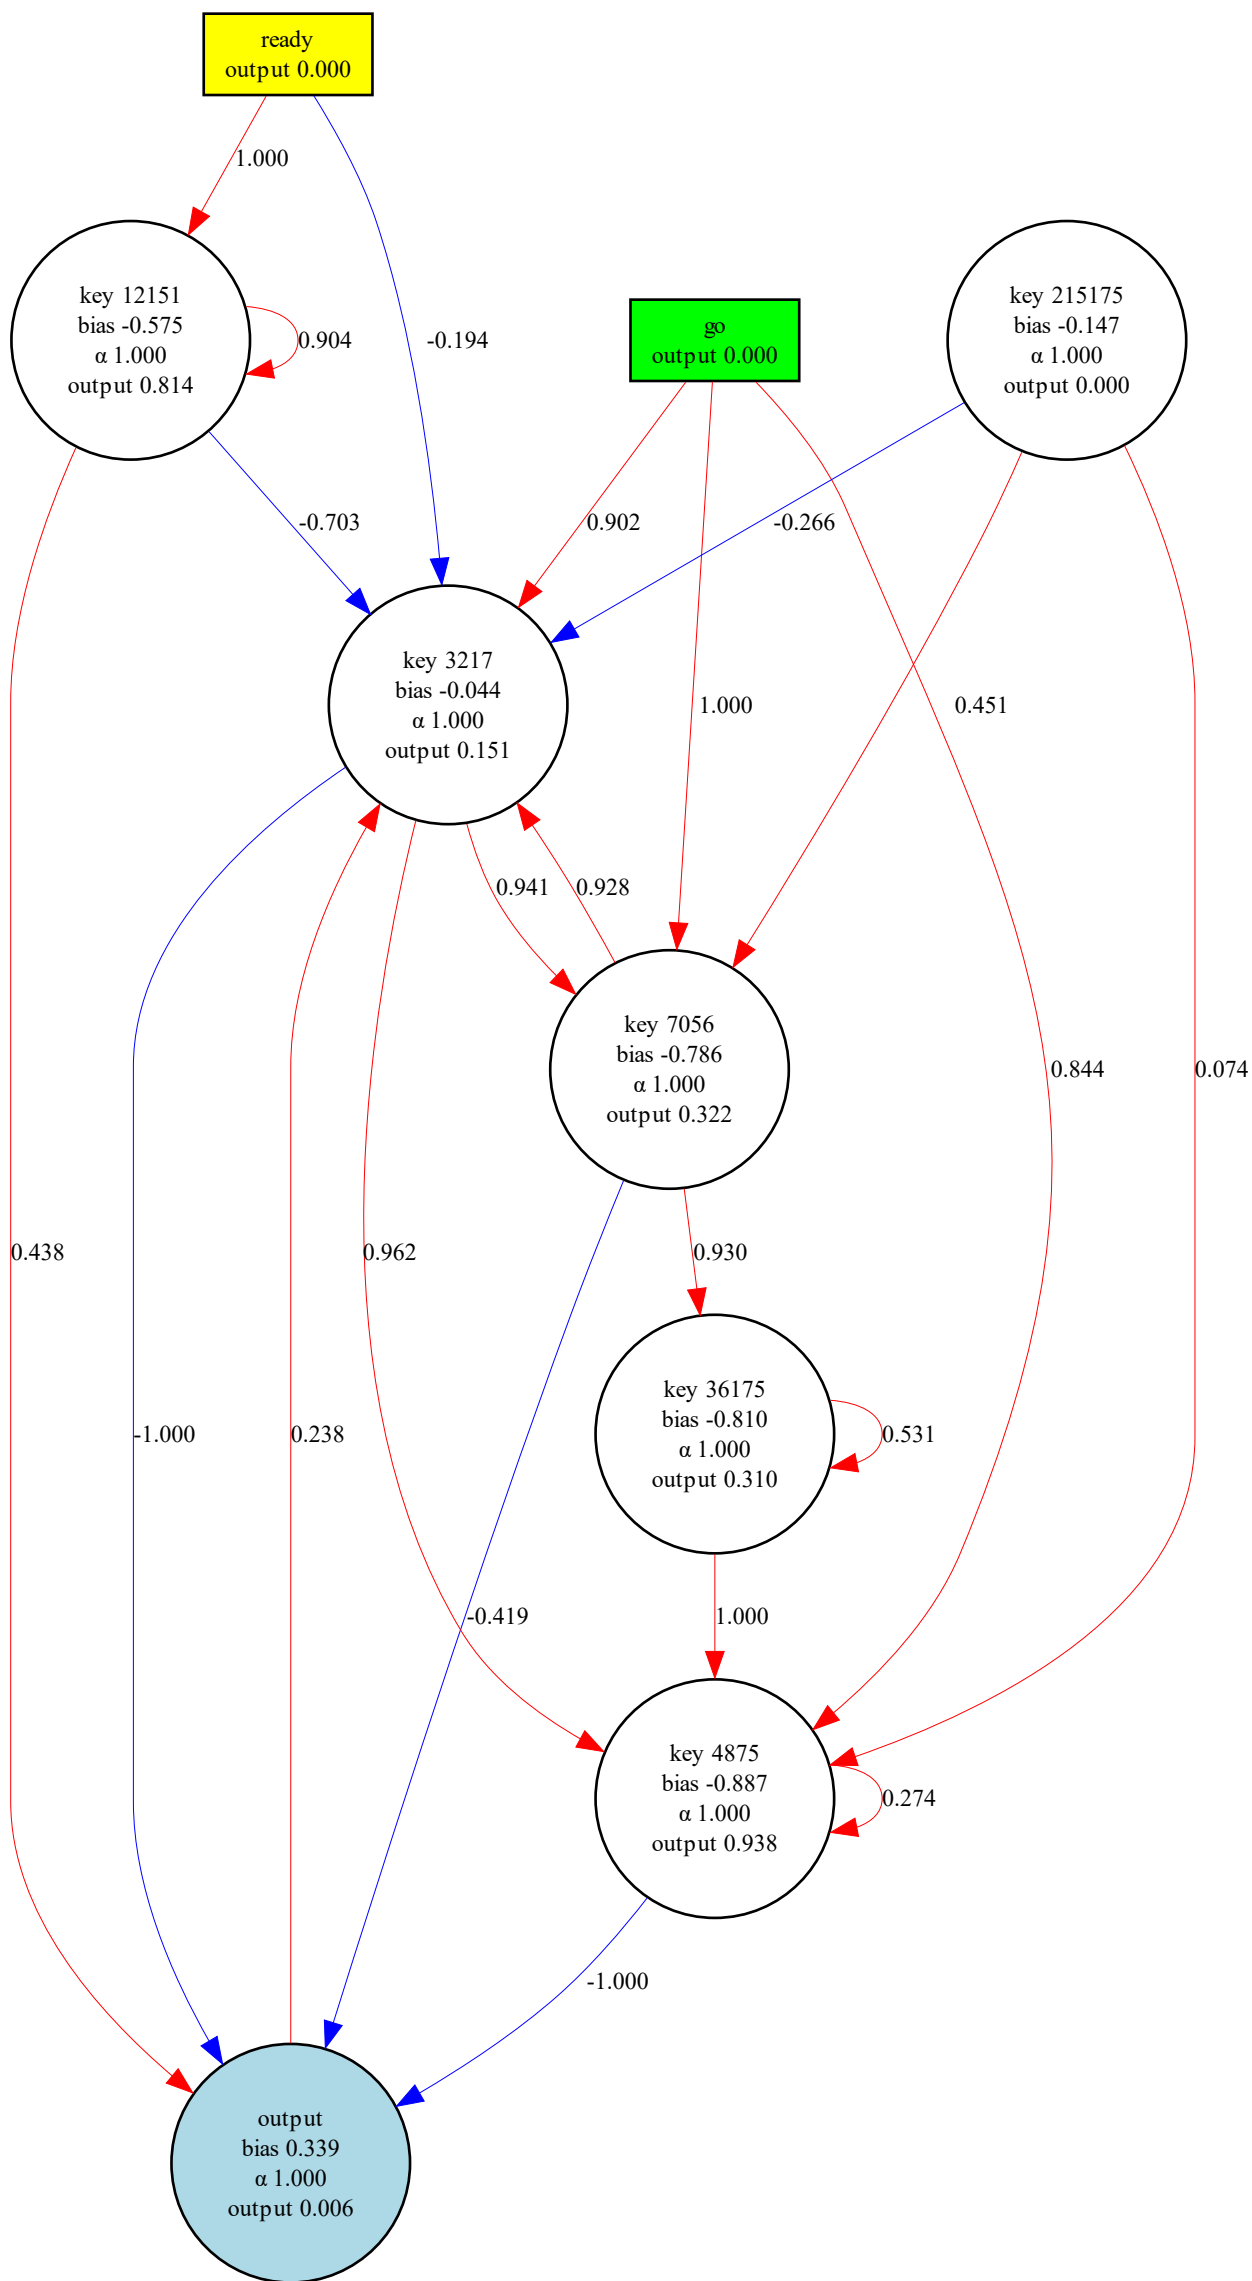 ready
output 0.000
1.000
key 12151
bias -0.575
α 1.000
output 0.814
0.904
-0.194
go
output 0.000
key 215175
bias -0.147
α 1.000
output 0.000
-0.703
0.902
-0.266
key 3217
bias -0.044
α 1.000
output 0.151
1.000
0.451
0.941
0.928
key 7056
bias -0.786
α 1.000
output 0.322
0.844
0.074
0.438
0.962
0.930
key 36175
bias -0.810
α 1.000
output 0.310
0.531
-1.000
0.238
-0.419
1.000
key 4875
bias -0.887
α 1.000
output 0.938
0.274
-1.000
output
bias 0.339
α 1.000
output 0.006